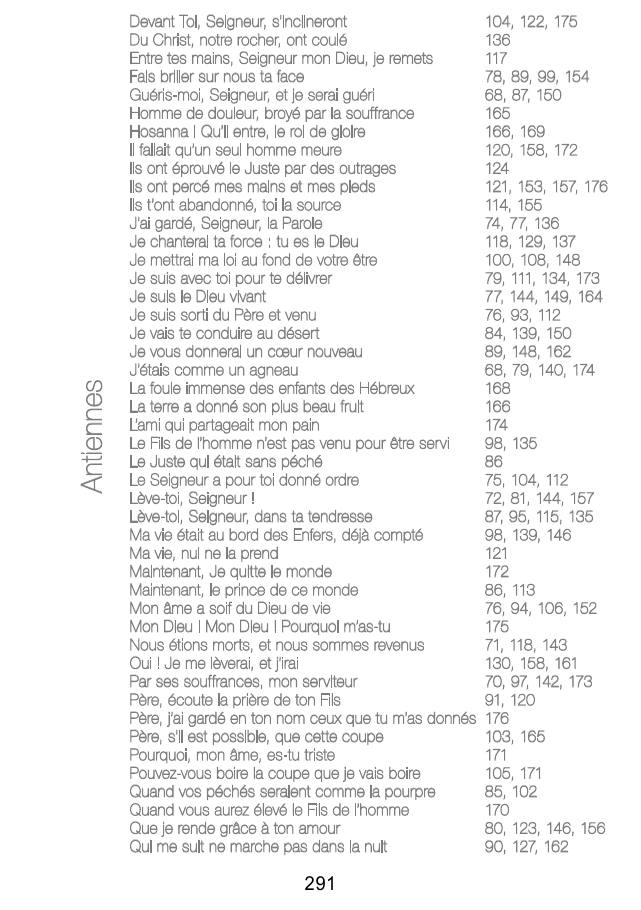 Devant Toi, Seigneur, s'inclineront 104, 122, 175
Du Christ, notre rocher, ont coulé 136
Entre tes mains, Seigneur mon Dieu, je remets 117
Fais briller sur nous ta face 78, 89, 99, 154
Guéris-moi, Seigneur, et je serai guéri 68, 87, 150
Homme de douleur, broyé par la souffrance 165
Hosanna ! Qu'il entre, le roi de gloire 166, 169
Il fallait qu'un seul homme meure 120, 158, 172
Ils ont éprouvé le Juste par des outrages 124
Ils ont percé mes mains et mes pieds 121, 153, 157, 176
Ils t'ont abandonné, toi la source 114, 155
J'ai gardé, Seigneur, la Parole 74, 77, 136
Je chanterai ta force : tu es le Dieu 118, 129, 137
Je mettrai ma loi au fond de votre être 100, 108, 148
Je suis avec toi pour te délivrer 79, 111, 134, 173
Je suis le Dieu vivant 77, 144, 149, 164
Je suis sorti du Père et venu 76, 93, 112
Je vais te conduire au désert 84, 139, 150
Je vous donnerai un cœur nouveau 89, 148, 162
J'étais comme un agneau 68, 79, 140, 174
La foule immense des enfants des Hébreux 168
La terre a donné son plus beau fruit 166
L'ami qui partageait mon pain 174
Le Fils de l'homme n'est pas venu pour être servi 98, 135
Le Juste qui était sans péché 86
Le Seigneur a pour toi donné ordre 75, 104, 112
Lève-toi, Seigneur ! 72, 81, 144, 157
Lève-toi, Seigneur, dans ta tendresse 87, 95, 115, 135
Ma vie était au bord des Enfers, déjà compté 98, 139, 146
Ma vie, nul ne la prend 121
Maintenant, Je quitte le monde 172
Maintenant, le prince de ce monde 86, 113
Mon âme a soif du Dieu de vie 76, 94, 106, 152
Mon Dieu ! Mon Dieu ! Pourquoi m'as-tu 175
Nous étions morts, et nous sommes revenus 71, 118, 143
Oui ! Je me lèverai, et j'irai 130, 158, 161
Par ses souffrances, mon serviteur 70, 97, 142, 173
Père, écoute la prière de ton Fils 91, 120
Père, j'ai gardé en ton nom ceux que tu m'as donnés 176
Père, s'il est possible, que cette coupe 103, 165
Pourquoi, mon âme, es-tu triste 171
Pouvez-vous boire la coupe que je vais boire 105, 171
Quand vos péchés seraient comme la pourpre 85, 102
Quand vous aurez élevé le Fils de l'homme 170
Que je rende grâce à ton amour 80, 123, 146, 156
Qui me suit ne marche pas dans la nuit 90, 127, 162
Antiennes
291